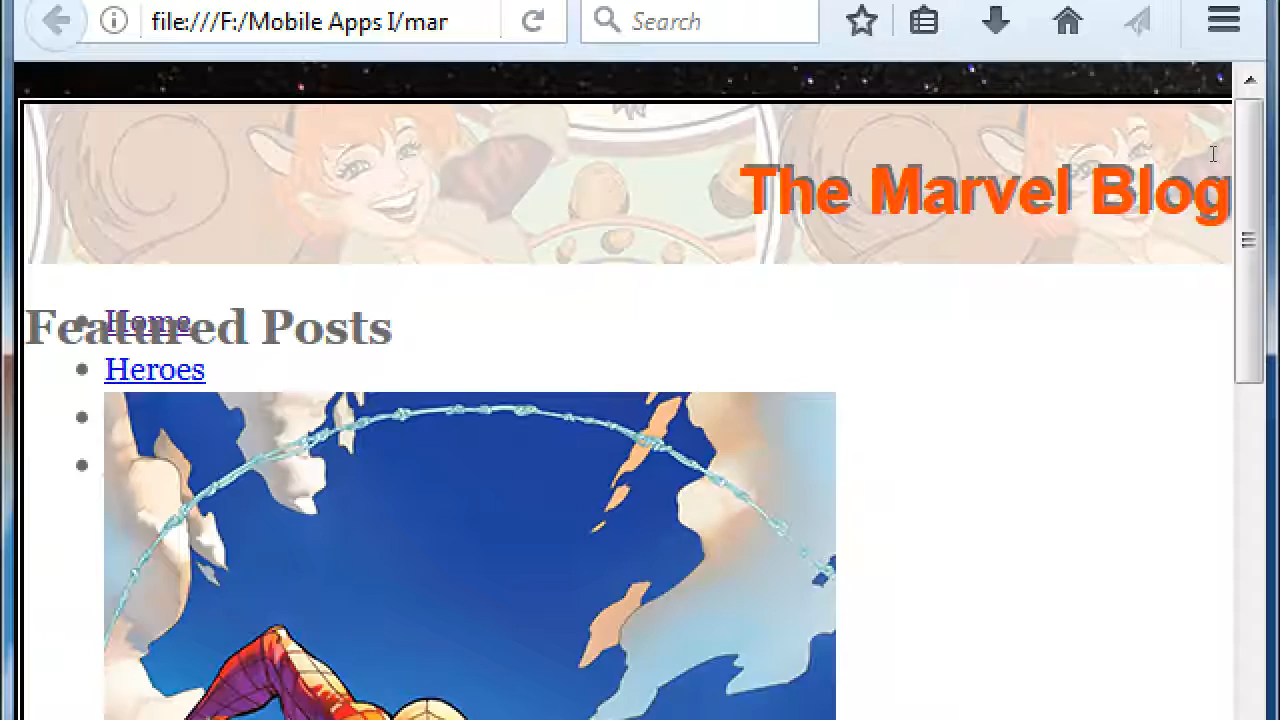 file:///F:/Mobile Apps I/mar
Search
The Marvel Blog
Home
Featured Posts
Heroes